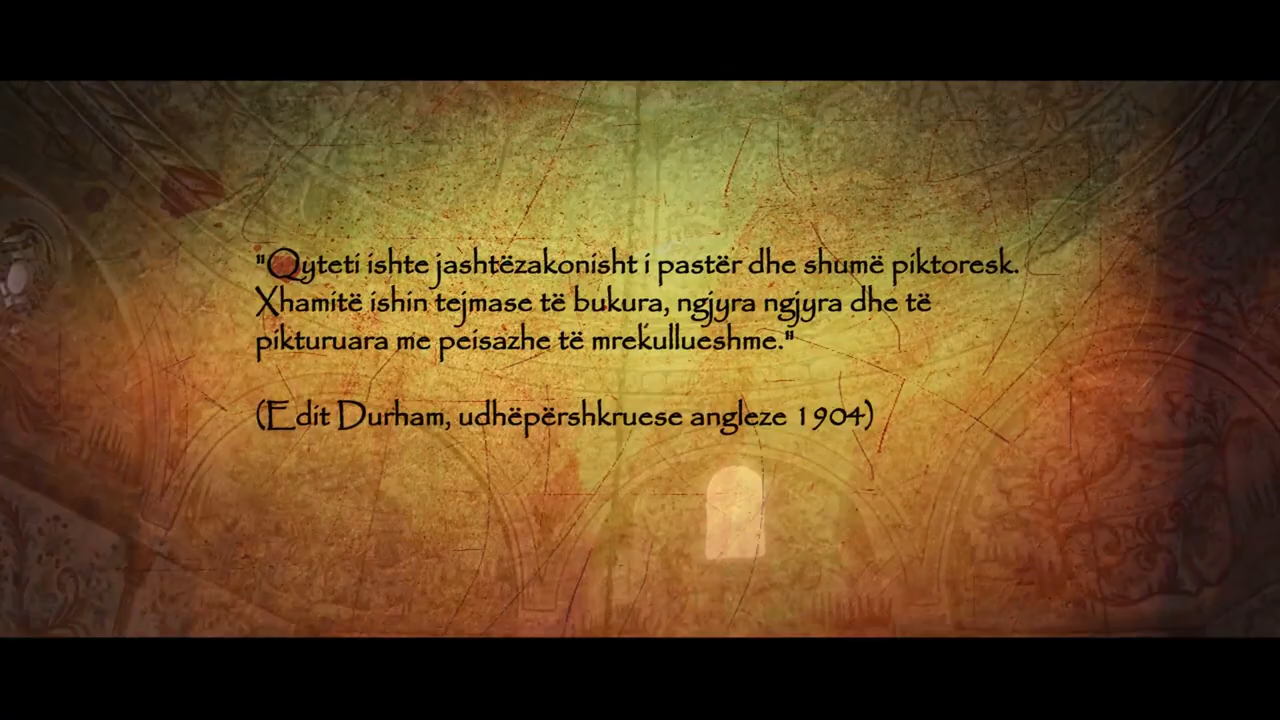 "Qyteti ishte jashtëzakonisht i pastër dhe shumë piktoresk.
Xhamitë ishin tejmase të bukura, ngjyra ngjyra dhe të
pikturuara me peisazhe të mrekullueshme."
(Edit Durham, udhëpërshkruese angleze 1904)